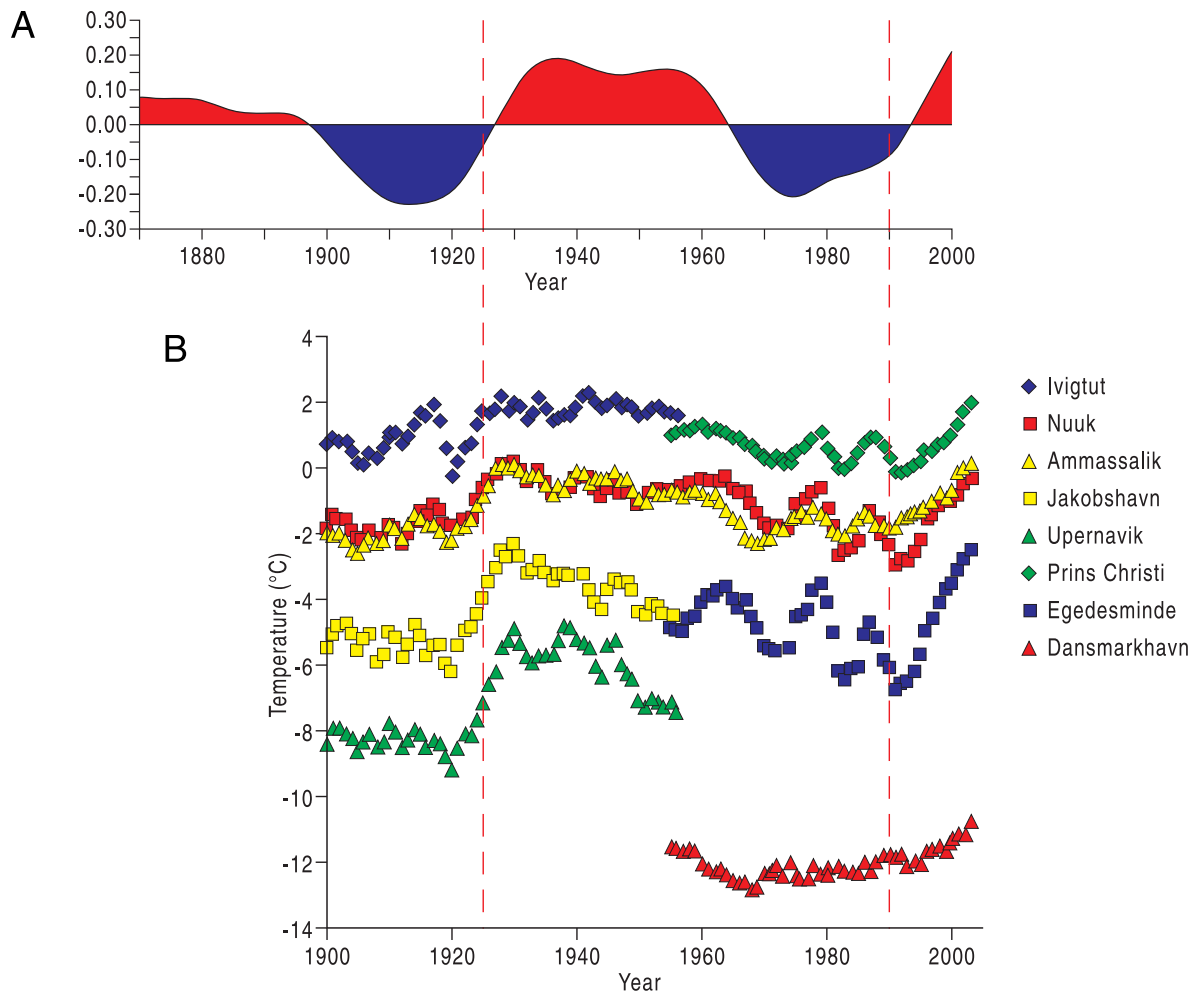 A
0.30
0.20
0.10
0.00
-0.10
-0.20
-0.30
1880 1900 1920 1940 1960 1980 2000
Year
B
4
2
0
-2
-4
-6
-8
-10
-12
-14
Temperature (°C)
1900 1920 1940 1960 1980 2000
Year
Ivigtut
Nuuk
Ammassalik
Jakobshavn
Upernavik
Prins Christi
Egedesminde
Dansmarkhavn